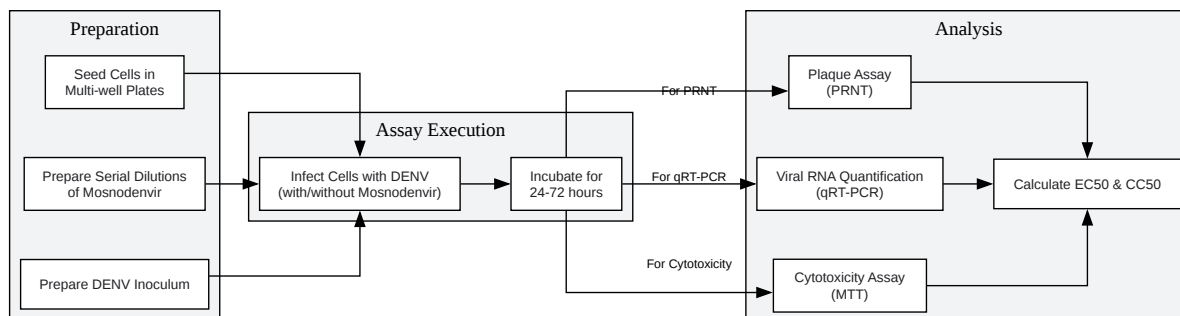 Preparation
Seed Cells in
Multi-well Plates
Prepare Serial Dilutions
of Mosnodenvir
Prepare DENV Inoculum
Assay Execution
Infect Cells with DENV
(with/without Mosnodenvir)
Incubate for
24-72 hours
For PRNT
For qRT-PCR
For Cytotoxicity
Analysis
Plaque Assay
(PRNT)
Viral RNA Quantification
(qRT-PCR)
Cytotoxicity Assay
(MTT)
Calculate EC50 & CC50